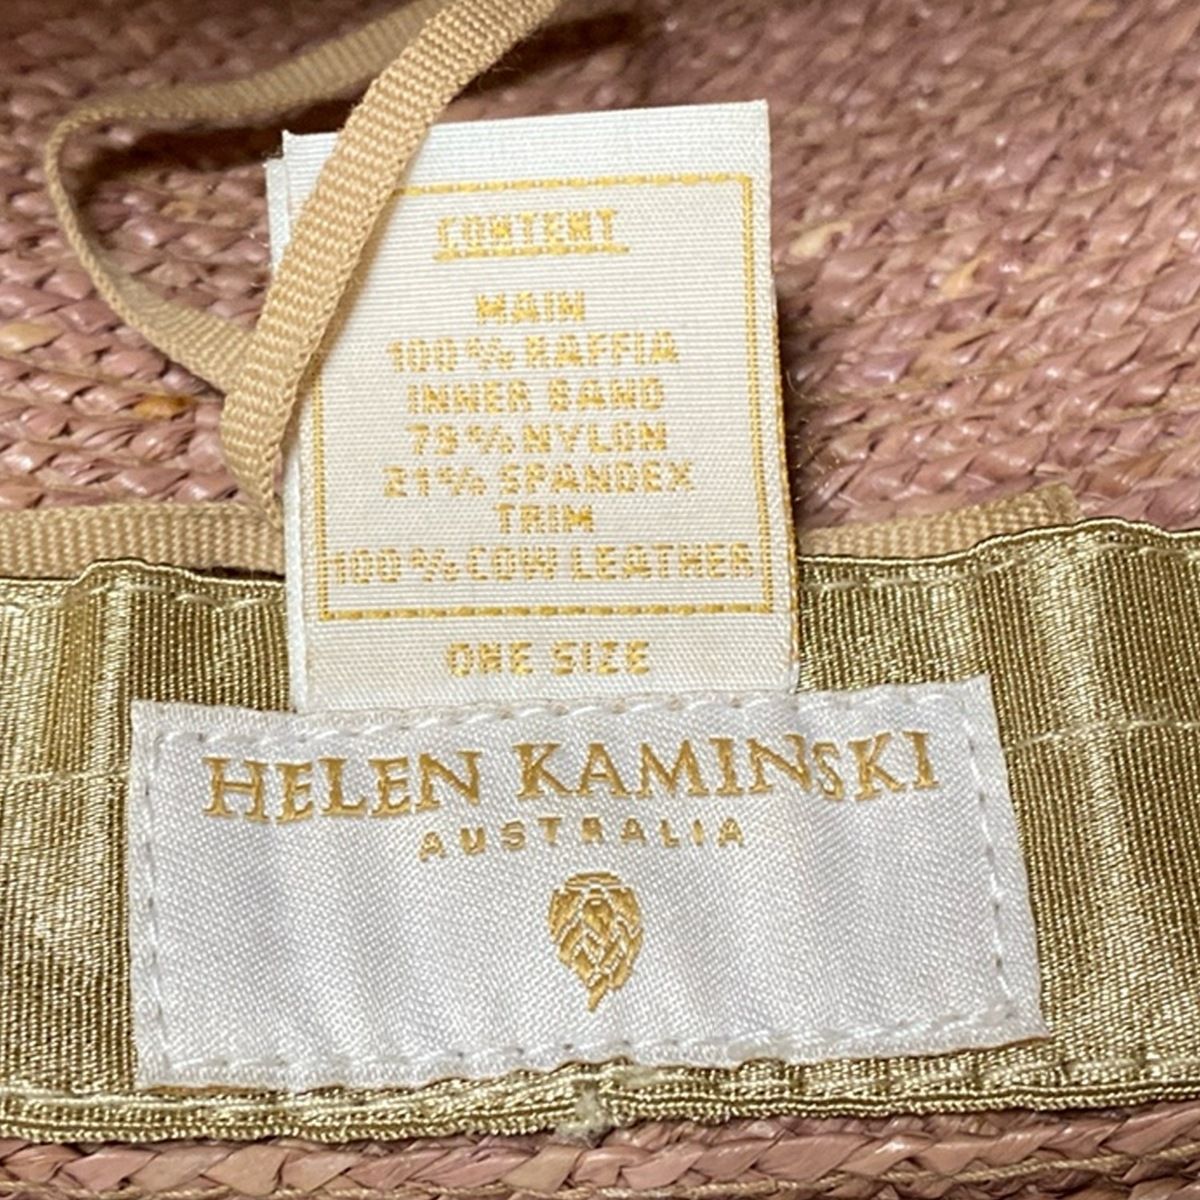 CONTENT
MAIN
100% RAFFIA
INNER BAND
79% NYLON
21% SPANDEX
TRIM
100% COW LEATHER
ONE SIZE
HELEN KAMINSKI
AUSTRALIA